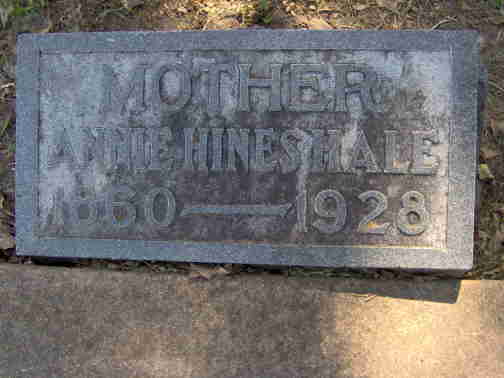 MOTHER
ANNIE HINES HALE
1860—1928